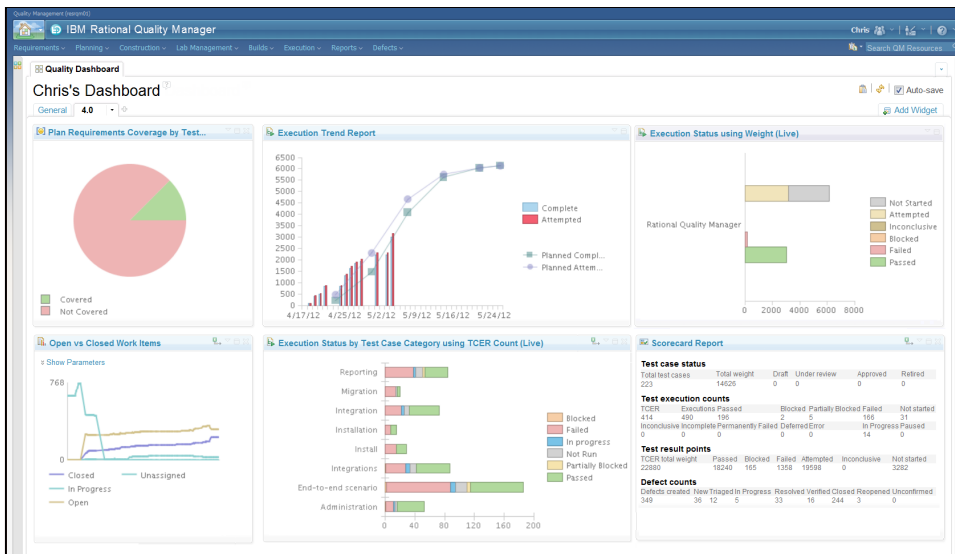 Quality Management (rsorqm01)
IBM Rational Quality Manager
Chris
Requirements Planning Construction Lab Management Builds Execution Reports Defects
Search QM Resources
Quality Dashboard
Chris's Dashboard
Auto-save
General 4.0
Add Widget
Plan Requirements Coverage by Test...
Covered
Not Covered
Execution Trend Report
6500
6000
5500
5000
4500
4000
3500
3000
2500
2000
1500
1000
500
0
4/17/12 4/25/12 5/2/12 5/9/12 5/16/12 5/24/12
Complete
Attempted
Planned Compl...
Planned Attem...
Execution Status using Weight (Live)
Rational Quality Manager
0 2000 4000 6000 8000
Not Started
Attempted
Inconclusive
Blocked
Failed
Passed
Open vs Closed Work Items
Show Parameters
768
0
Closed Unassigned
In Progress
Open
Execution Status by Test Case Category using TCER Count (Live)
Reporting
Migration
Integration
Installation
Install
Integrations
End-to-end scenario
Administration
0 40 80 120 160 200
Blocked
Failed
In progress
Not Run
Partially Blocked
Passed
Scorecard Report
Test case status
Total test cases Total weight Draft Under review Approved Retired
223 14626 0 0 0 0
Test execution counts
TCER Executions Passed Blocked Partially Blocked Failed Not started
414 490 196 2 5 166 31
Inconclusive Incomplete Permanently Failed Deferred Error In Progress Paused
0 0 0 0 0 14 0
Test result points
TCER total weight Passed Blocked Failed Attempted Inconclusive Not started
22880 18240 165 1358 19598 0 3282
Defect counts
Defects created New Triaged In Progress Resolved Verified Closed Reopened Unconfirmed
349 36 12 5 33 16 244 3 0